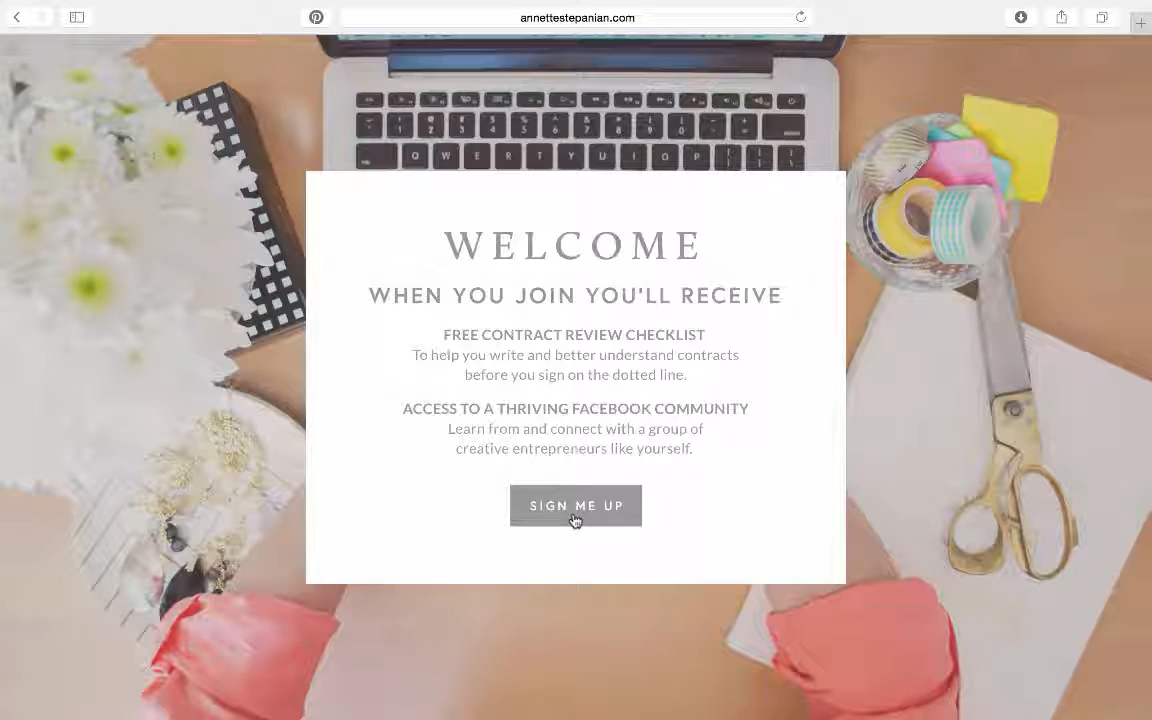 annettestepanian.com
WELCOME
WHEN YOU JOIN YOU'LL RECEIVE
FREE CONTRACT REVIEW CHECKLIST
To help you write and better understand contracts
before you sign on the dotted line.
ACCESS TO A THRIVING FACEBOOK COMMUNITY
Learn from and connect with a group of
creative entrepreneurs like yourself.
SIGN ME UP